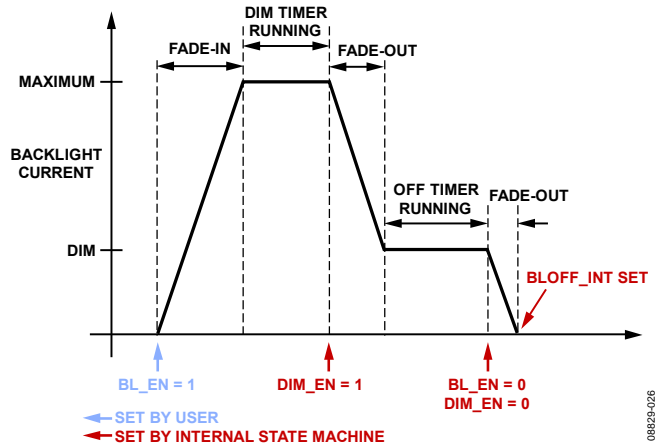 DIM TIMER
RUNNING
FADE-IN
FADE-OUT
MAXIMUM
BACKLIGHT
CURRENT
OFF TIMER
RUNNING
FADE-OUT
DIM
BLOFF_INT SET
BL_EN = 1
DIM_EN = 1
BL_EN = 0
DIM_EN = 0
SET BY USER
SET BY INTERNAL STATE MACHINE
08829-026